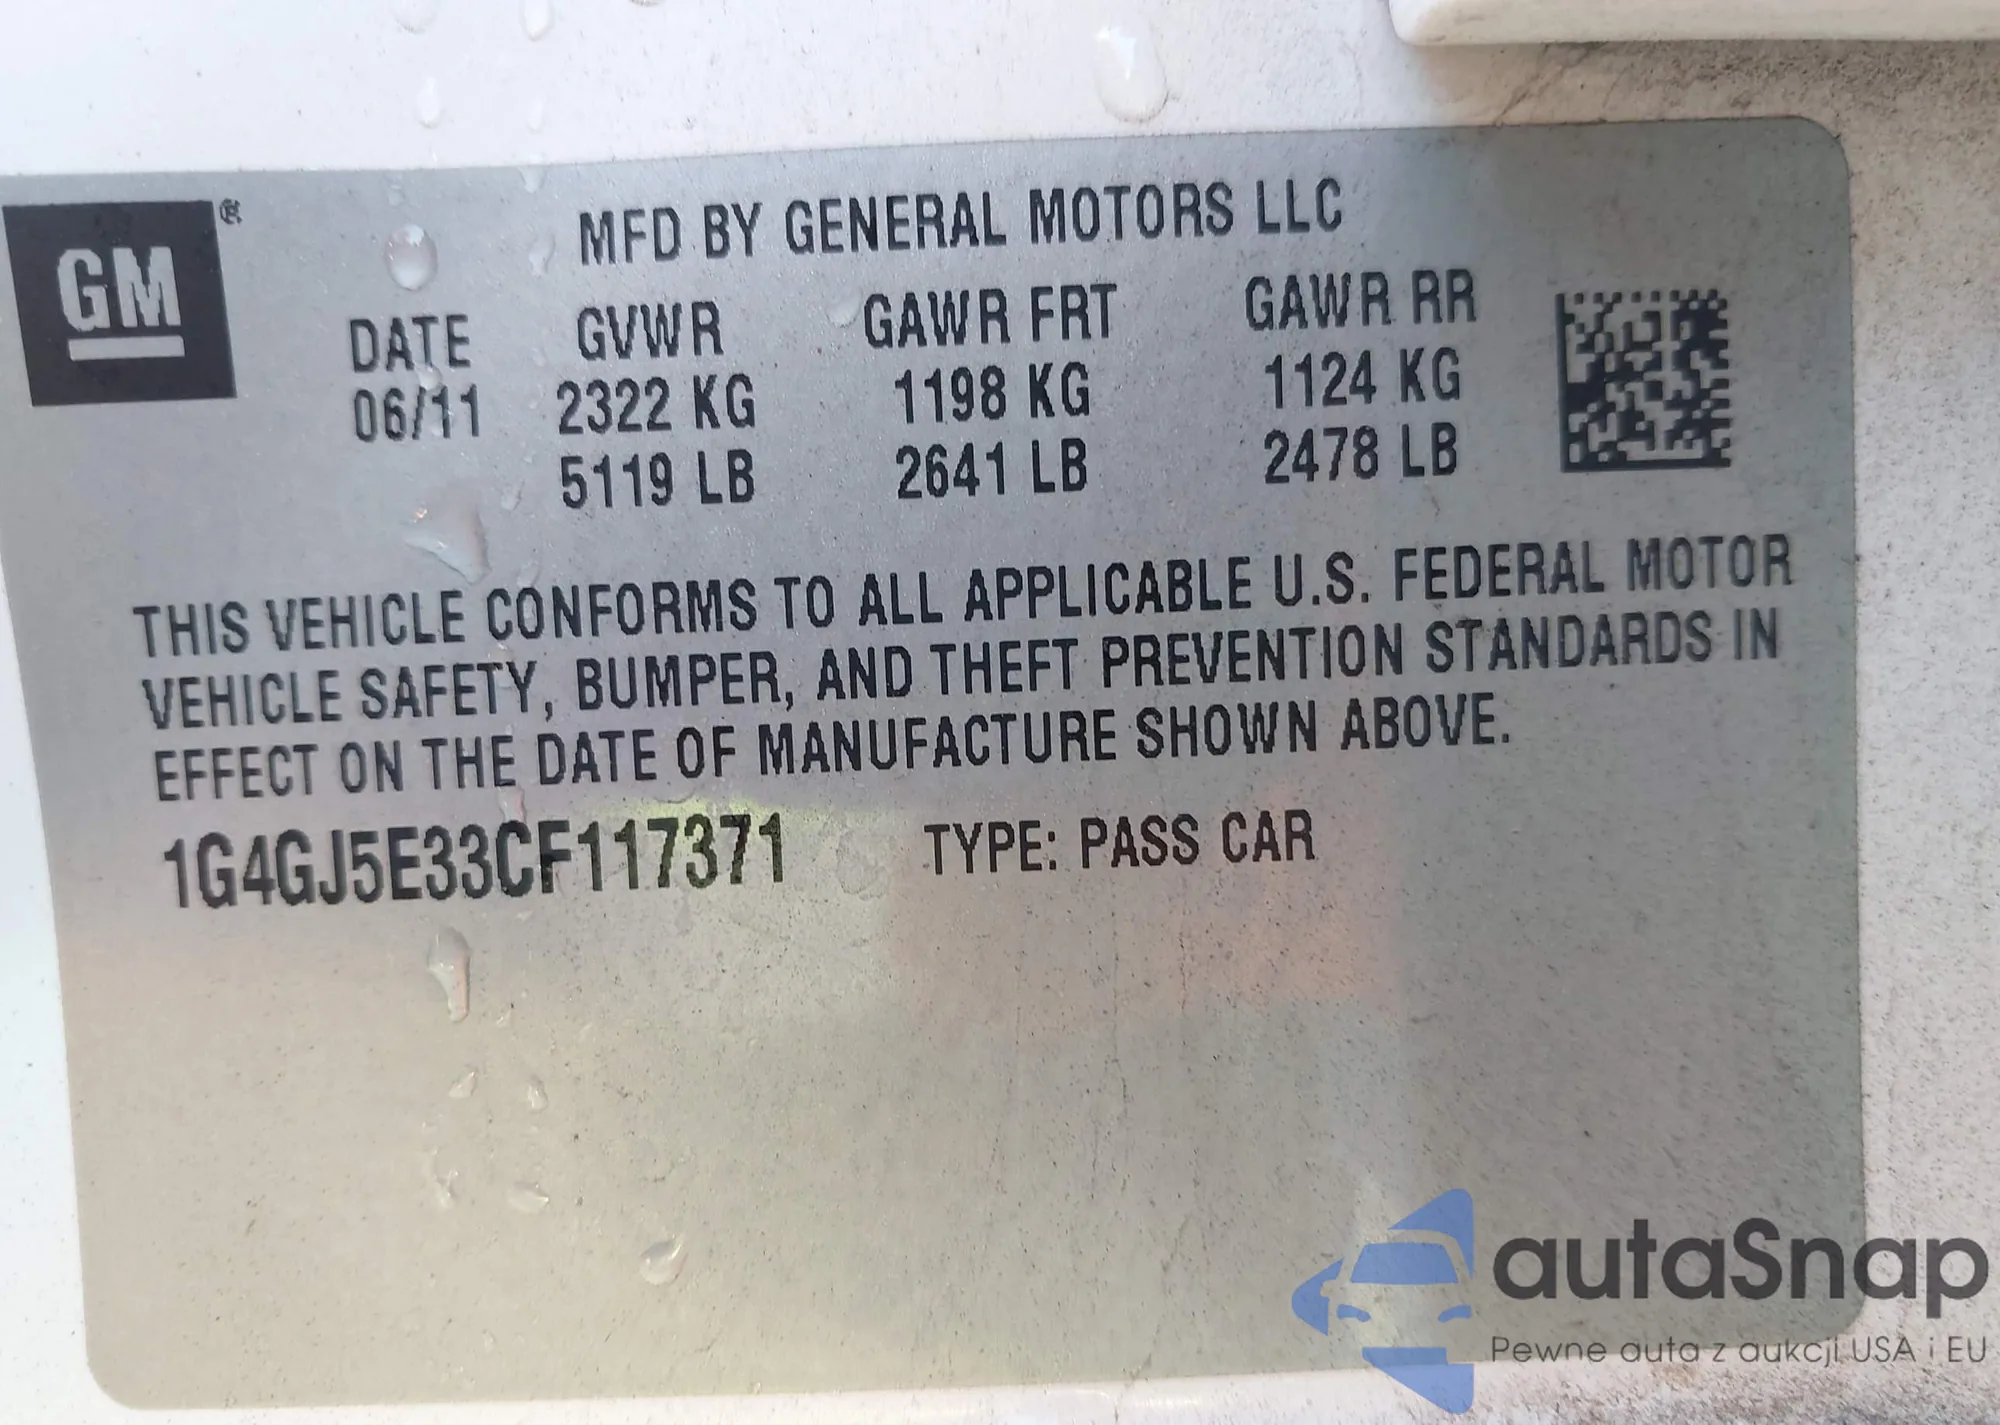 GM ®
MFD BY GENERAL MOTORS LLC
DATE GVWR GAWR FRT GAWR RR
06/11 2322 KG 1198 KG 1124 KG
5119 LB 2641 LB 2478 LB
THIS VEHICLE CONFORMS TO ALL APPLICABLE U.S. FEDERAL MOTOR
VEHICLE SAFETY, BUMPER, AND THEFT PREVENTION STANDARDS IN
EFFECT ON THE DATE OF MANUFACTURE SHOWN ABOVE.
1G4GJ5E33CF117371 TYPE: PASS CAR
autaSnap
Pewne auta z aukcji USA i EU